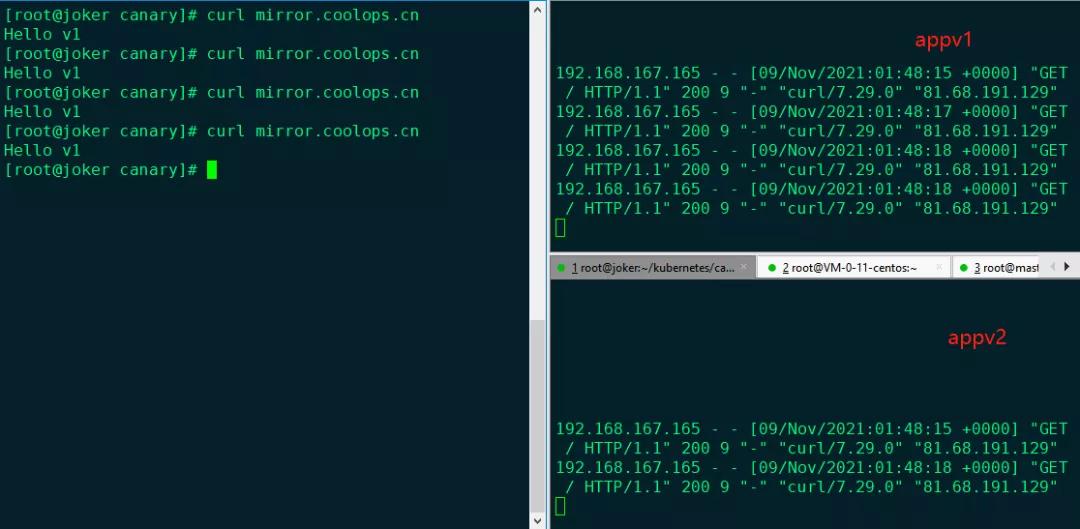 [root@joker canary]# curl mirror.coolops.cn
Hello v1
[root@joker canary]# curl mirror.coolops.cn
Hello v1
[root@joker canary]# curl mirror.coolops.cn
Hello v1
[root@joker canary]# curl mirror.coolops.cn
Hello v1
[root@joker canary]#
appv1
192.168.167.165 - - [09/Nov/2021:01:48:15 +0000] "GET
/ HTTP/1.1" 200 9 "-" "curl/7.29.0" "81.68.191.129"
192.168.167.165 - - [09/Nov/2021:01:48:17 +0000] "GET
/ HTTP/1.1" 200 9 "-" "curl/7.29.0" "81.68.191.129"
192.168.167.165 - - [09/Nov/2021:01:48:18 +0000] "GET
/ HTTP/1.1" 200 9 "-" "curl/7.29.0" "81.68.191.129"
192.168.167.165 - - [09/Nov/2021:01:48:18 +0000] "GET
/ HTTP/1.1" 200 9 "-" "curl/7.29.0" "81.68.191.129"
1 root@joker:~/kubernetes/ca... × 2 root@VM-0-11-centos:~ × 3 root@mast
appv2
192.168.167.165 - - [09/Nov/2021:01:48:15 +0000] "GET
/ HTTP/1.1" 200 9 "-" "curl/7.29.0" "81.68.191.129"
192.168.167.165 - - [09/Nov/2021:01:48:18 +0000] "GET
/ HTTP/1.1" 200 9 "-" "curl/7.29.0" "81.68.191.129"